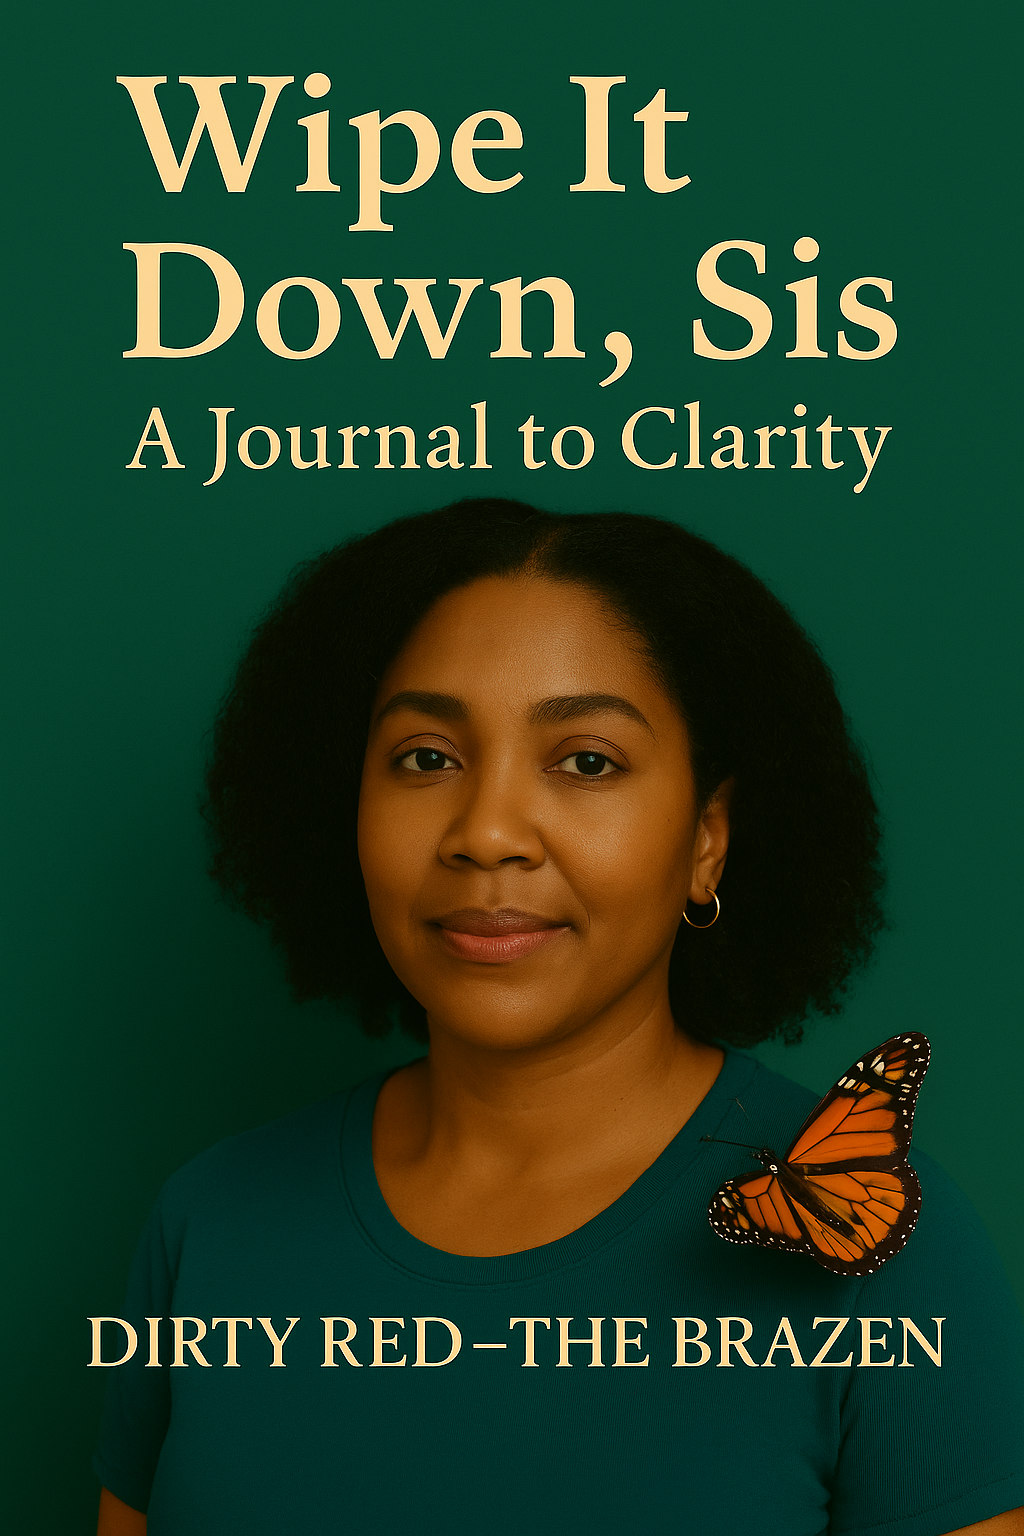 Wipe It
Down, Sis
A Journal to Clarity
DIRTY RED–THE BRAZEN